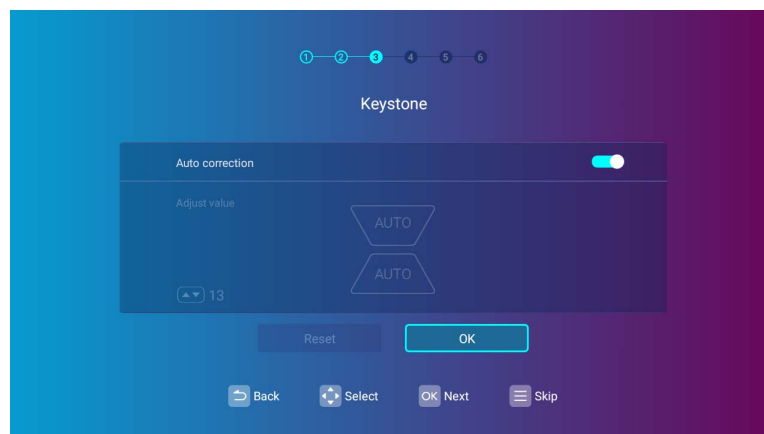 1 2 3 4 5 6
Keystone
Auto correction
Adjust value
AUTO
AUTO
13
Reset OK
Back Select OK Next Skip